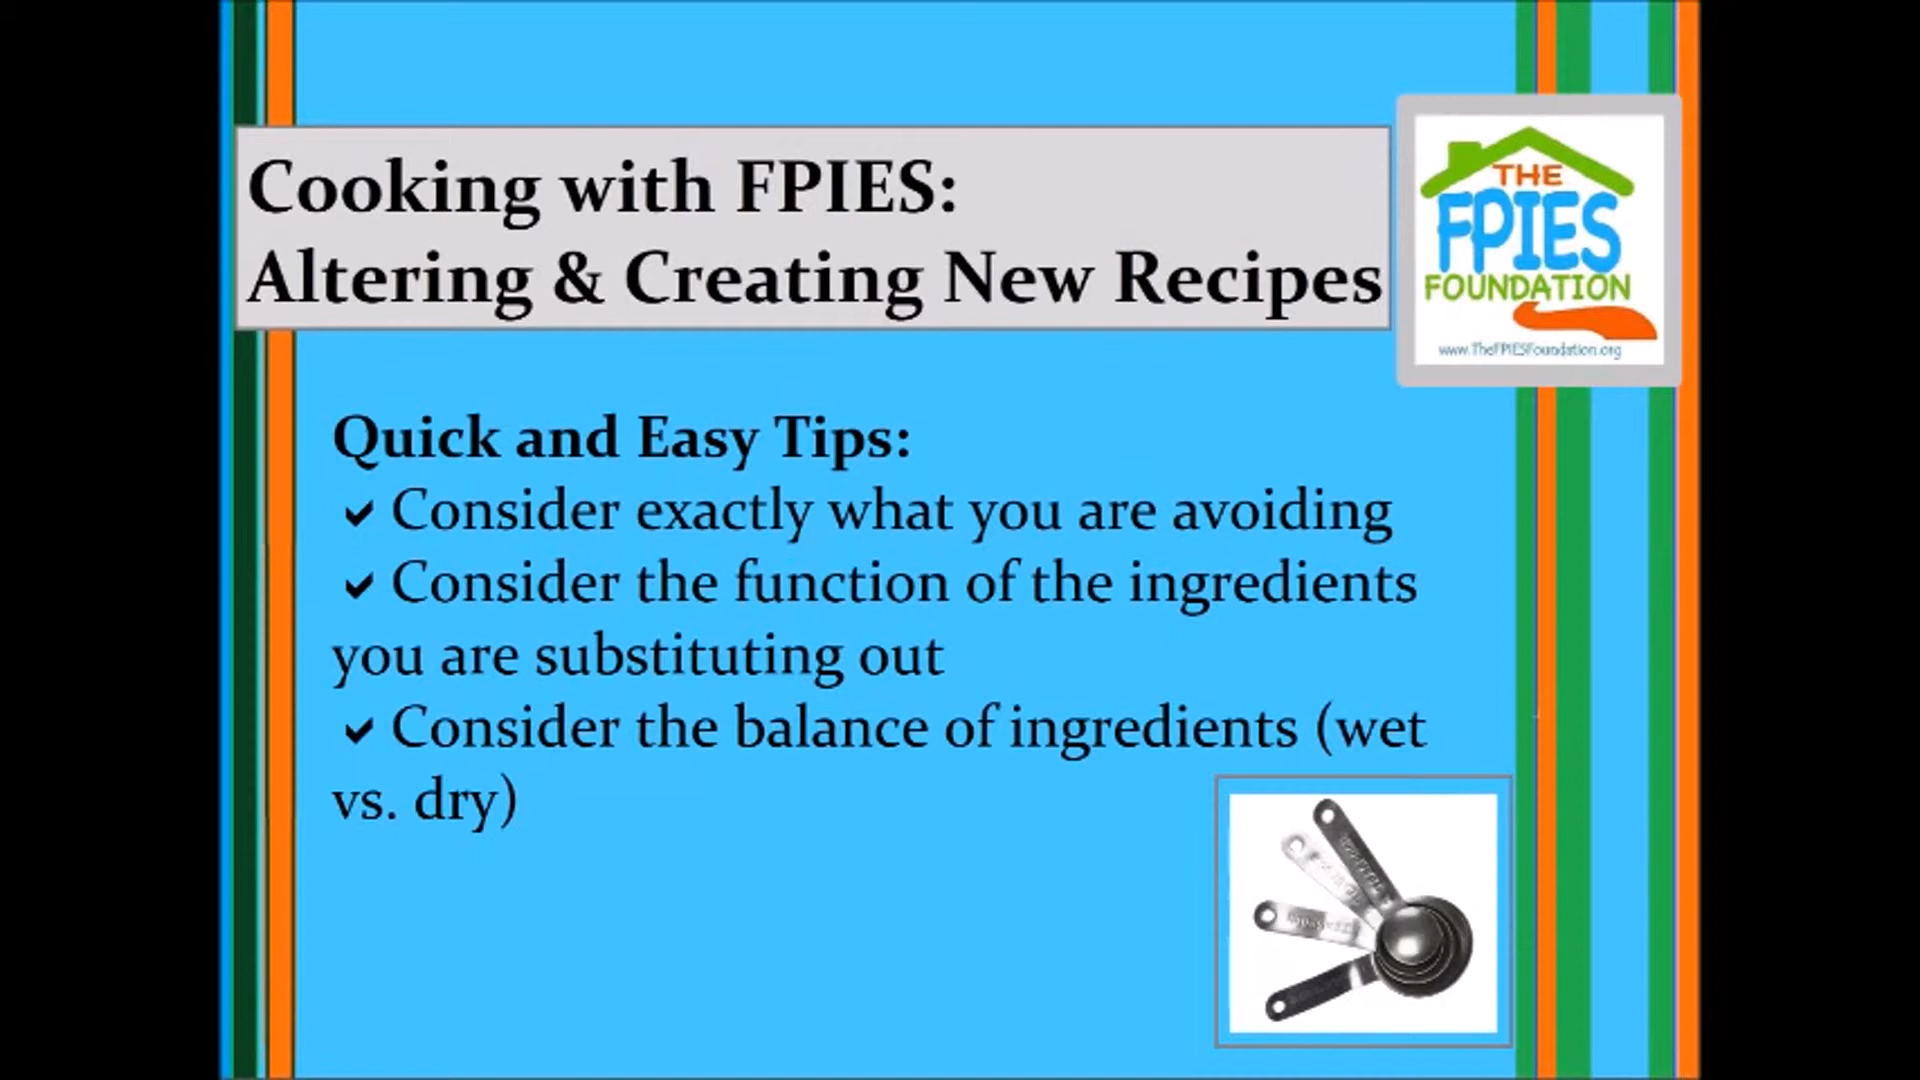 Cooking with FPIES:
Altering & Creating New Recipes
THE
FPIES
FOUNDATION
www.TheFPIESFoundation.org
Quick and Easy Tips:
✔ Consider exactly what you are avoiding
✔ Consider the function of the ingredients
you are substituting out
✔ Consider the balance of ingredients (wet
vs. dry)